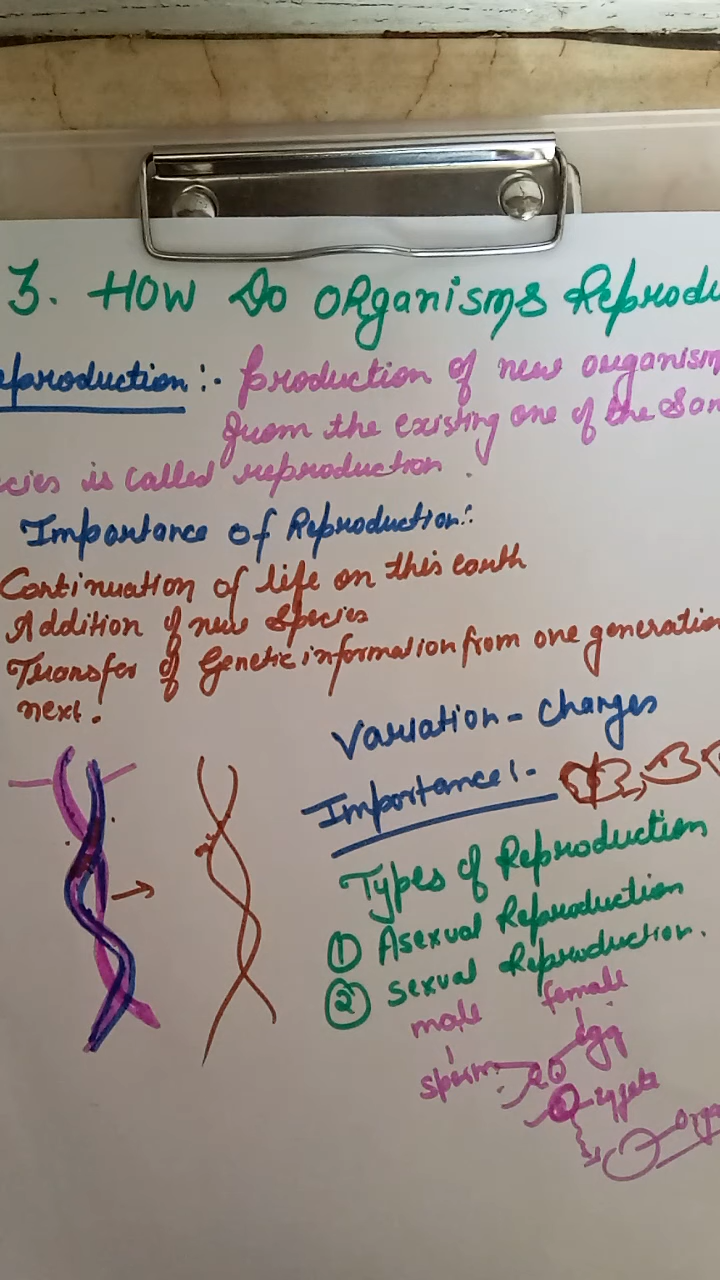 3. HOW Do Organisms Reprodu
eproduction :- production of new organism
from the existing one of the Sam
ecies is called reproduction.
Importance of Reproduction:-
Continuation of life on this earth
Addition of new Species
Transfer of Genetic information from one generation
next.
Variation - changes
Importance :-
Types of Reproduction
① Asexual Reproduction
② Sexual Reproduction.
male female
sperm egg
zygote
Orga